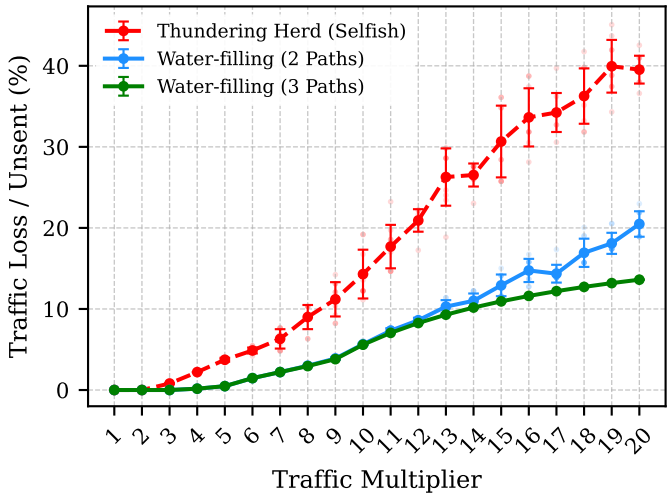 Thundering Herd (Selfish)
Water-filling (2 Paths)
Water-filling (3 Paths)
Traffic Loss / Unsent (%)
40
30
20
10
0
1 2 3 4 5 6 7 8 9 10 11 12 13 14 15 16 17 18 19 20
Traffic Multiplier